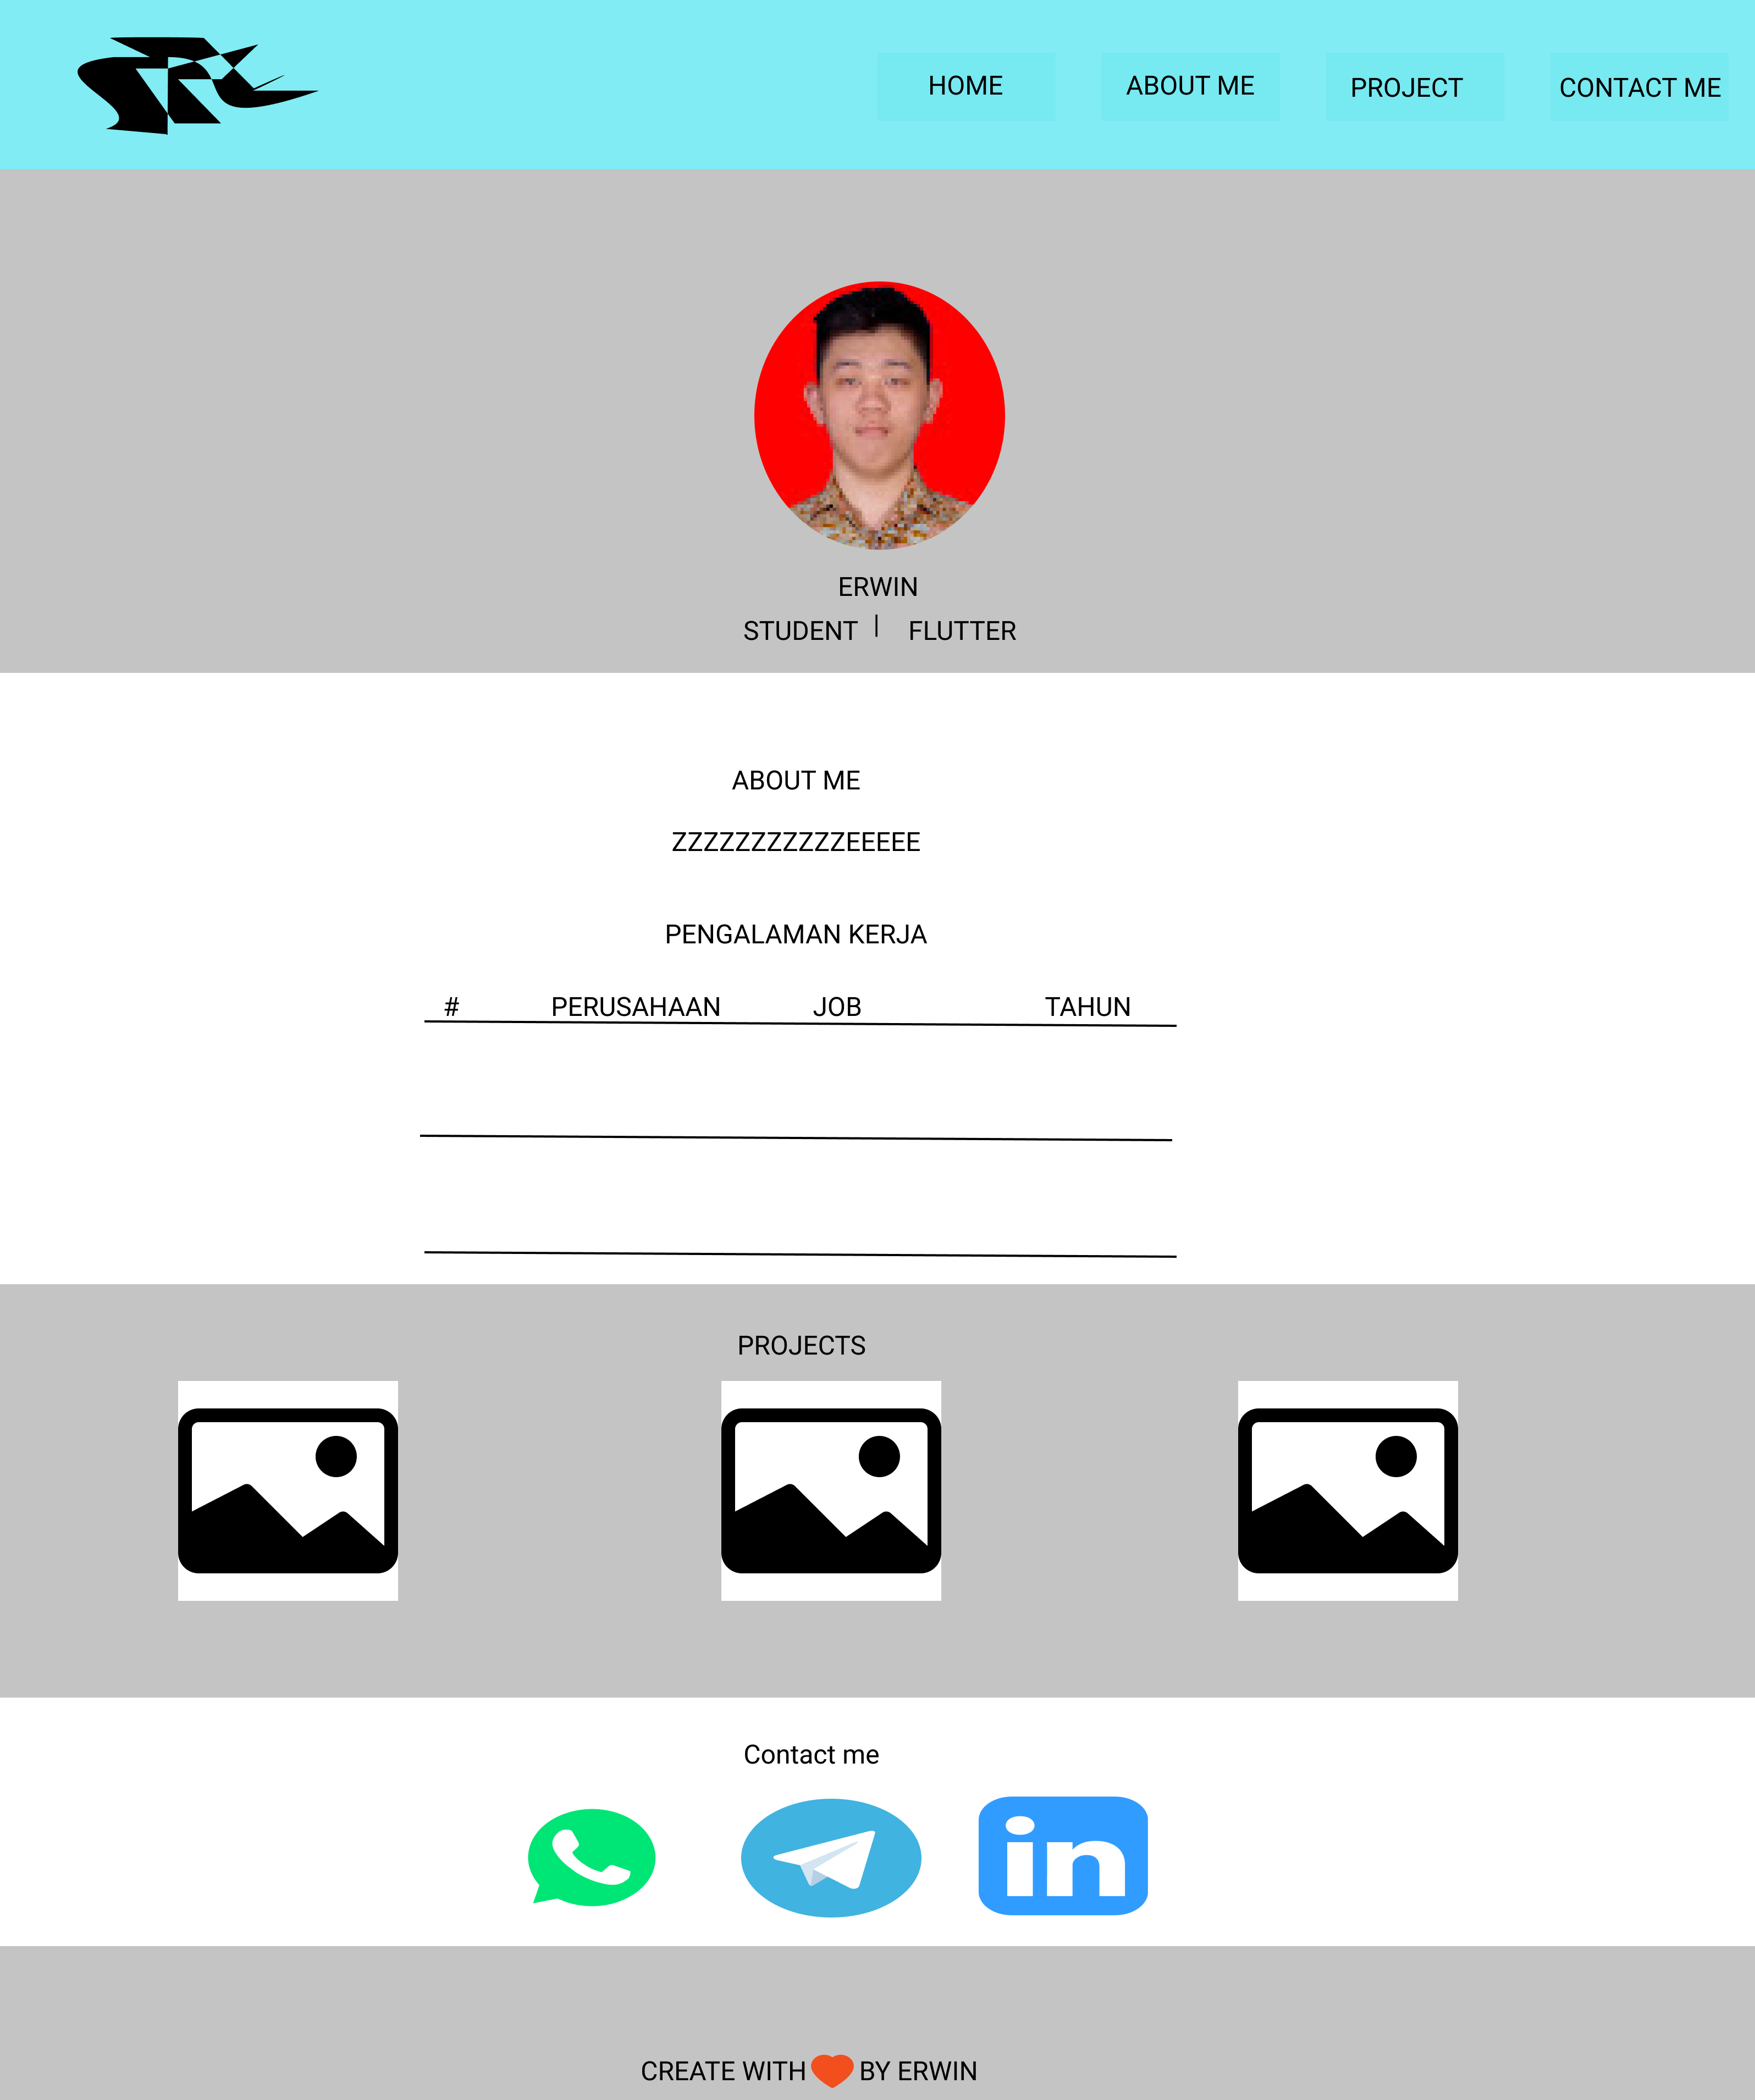 HOME ABOUT ME PROJECT CONTACT ME
ERWIN
STUDENT | FLUTTER
ABOUT ME
ZZZZZZZZZZZEEEEE
PENGALAMAN KERJA
# PERUSAHAAN JOB TAHUN
PROJECTS
Contact me
in
CREATE WITH BY ERWIN